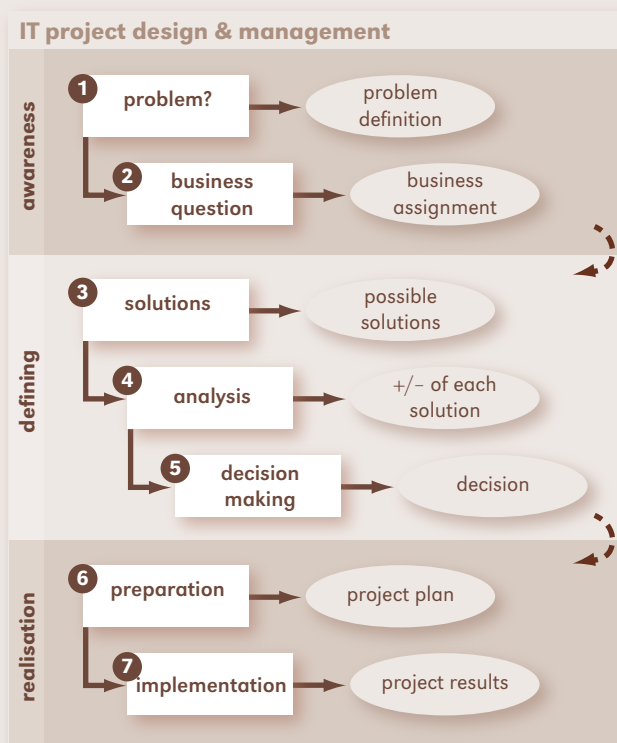 IT project design & management
awareness
1
problem?
problem
definition
2
business
question
business
assignment
defining
3
solutions
possible
solutions
4
analysis
+/– of each
solution
5
decision
making
decision
realisation
6
preparation
project plan
7
implementation
project results